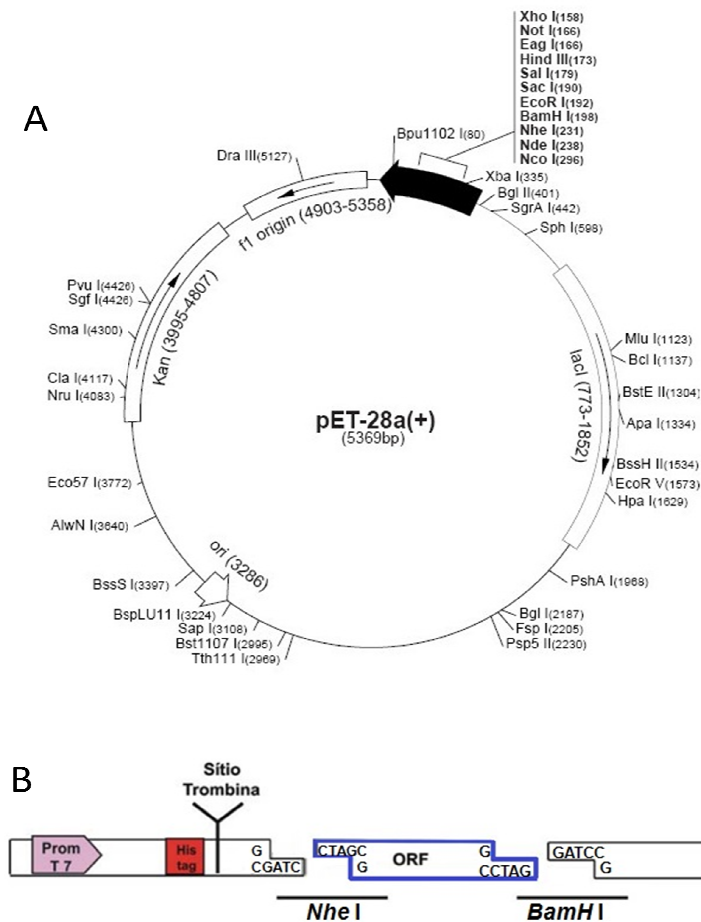 A
Xho I(158)
Not I(166)
Eag I(166)
Hind III(173)
Sal I(179)
Sac I(190)
EcoR I(192)
BamH I(198)
Nhe I(231)
Nde I(238)
Nco I(296)
Bpu1102 I(80)
Dra III(5127)
Xba I(335)
Bgl II(401)
SgrA I(442)
Sph I(598)
f1 origin (4903-5358)
Pvu I(4426)
Sgf I(4426)
Sma I(4300)
Kan (3995-4807)
Cla I(4117)
Nru I(4083)
Mlu I(1123)
Bcl I(1137)
BstE II(1304)
Apa I(1334)
lacI (773-1852)
pET-28a(+)
(5369bp)
BssH II(1534)
EcoR V(1573)
Hpa I(1629)
Eco57 I(3772)
AlwN I(3640)
ori (3286)
BssS I(3397)
PshA I(1968)
BspLU11 I(3224)
Sap I(3108)
Bst1107 I(2995)
Tth111 I(2969)
Bgl I(2187)
Fsp I(2205)
Psp5 II(2230)
B
Sítio
Trombina
Prom
T 7
His
tag
G
CGATC
CTAGC
G
ORF
G
CCTAG
GATCC
G
Nhe I
BamH I